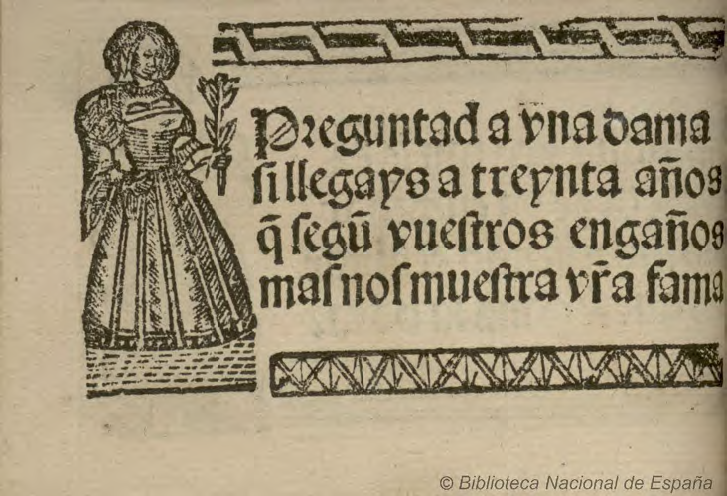 Preguntad a vna dama
ſi llegays a treynta años
q̃ ſegũ vueſtros engaños
maſ noſ mueſtra vr̃a fama
© Biblioteca Nacional de España